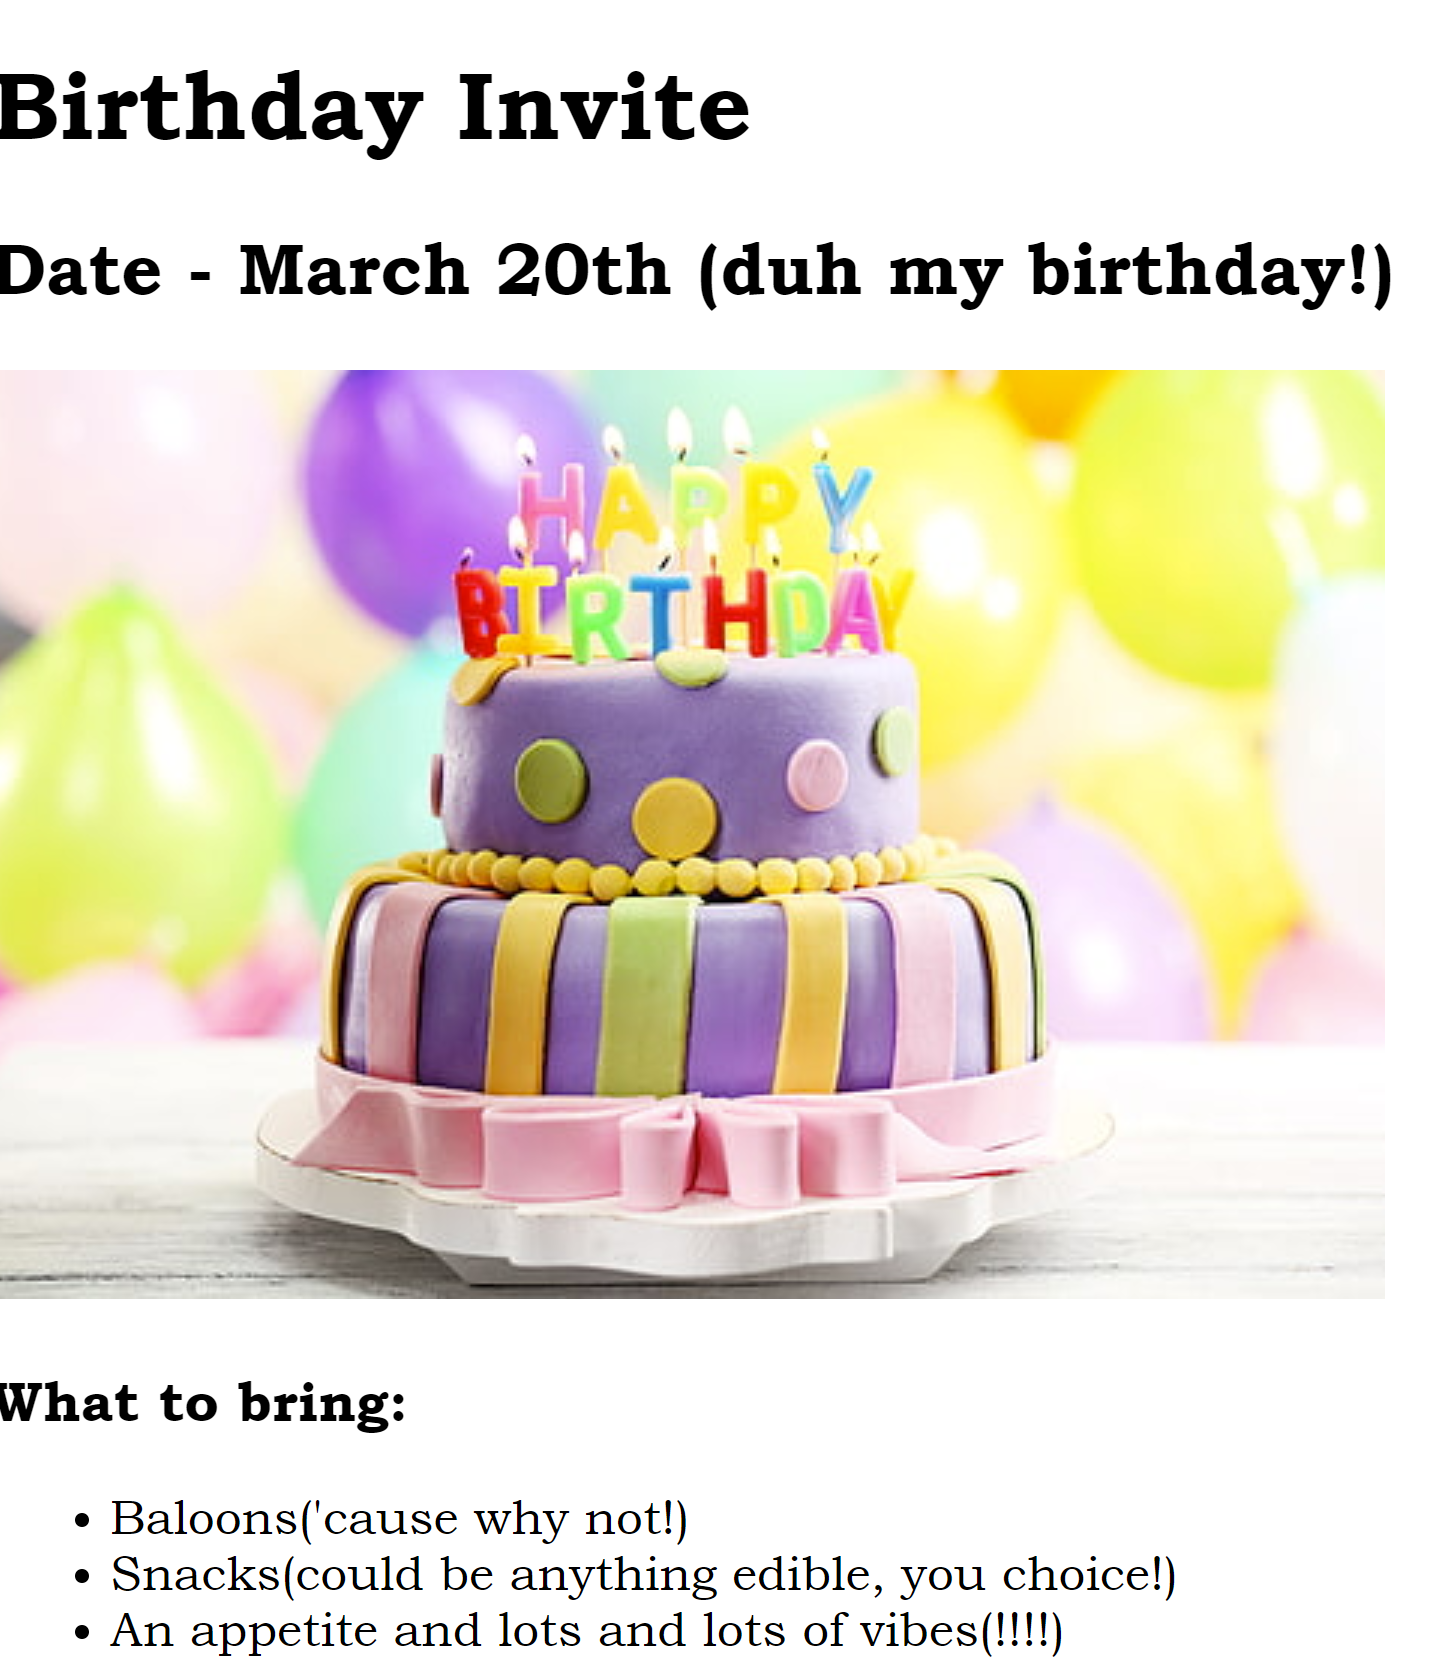 Birthday Invite
Date - March 20th (duh my birthday!)
HAPPY
BIRTHDAY
What to bring:
Baloons('cause why not!)
Snacks(could be anything edible, you choice!)
An appetite and lots and lots of vibes(!!!!)